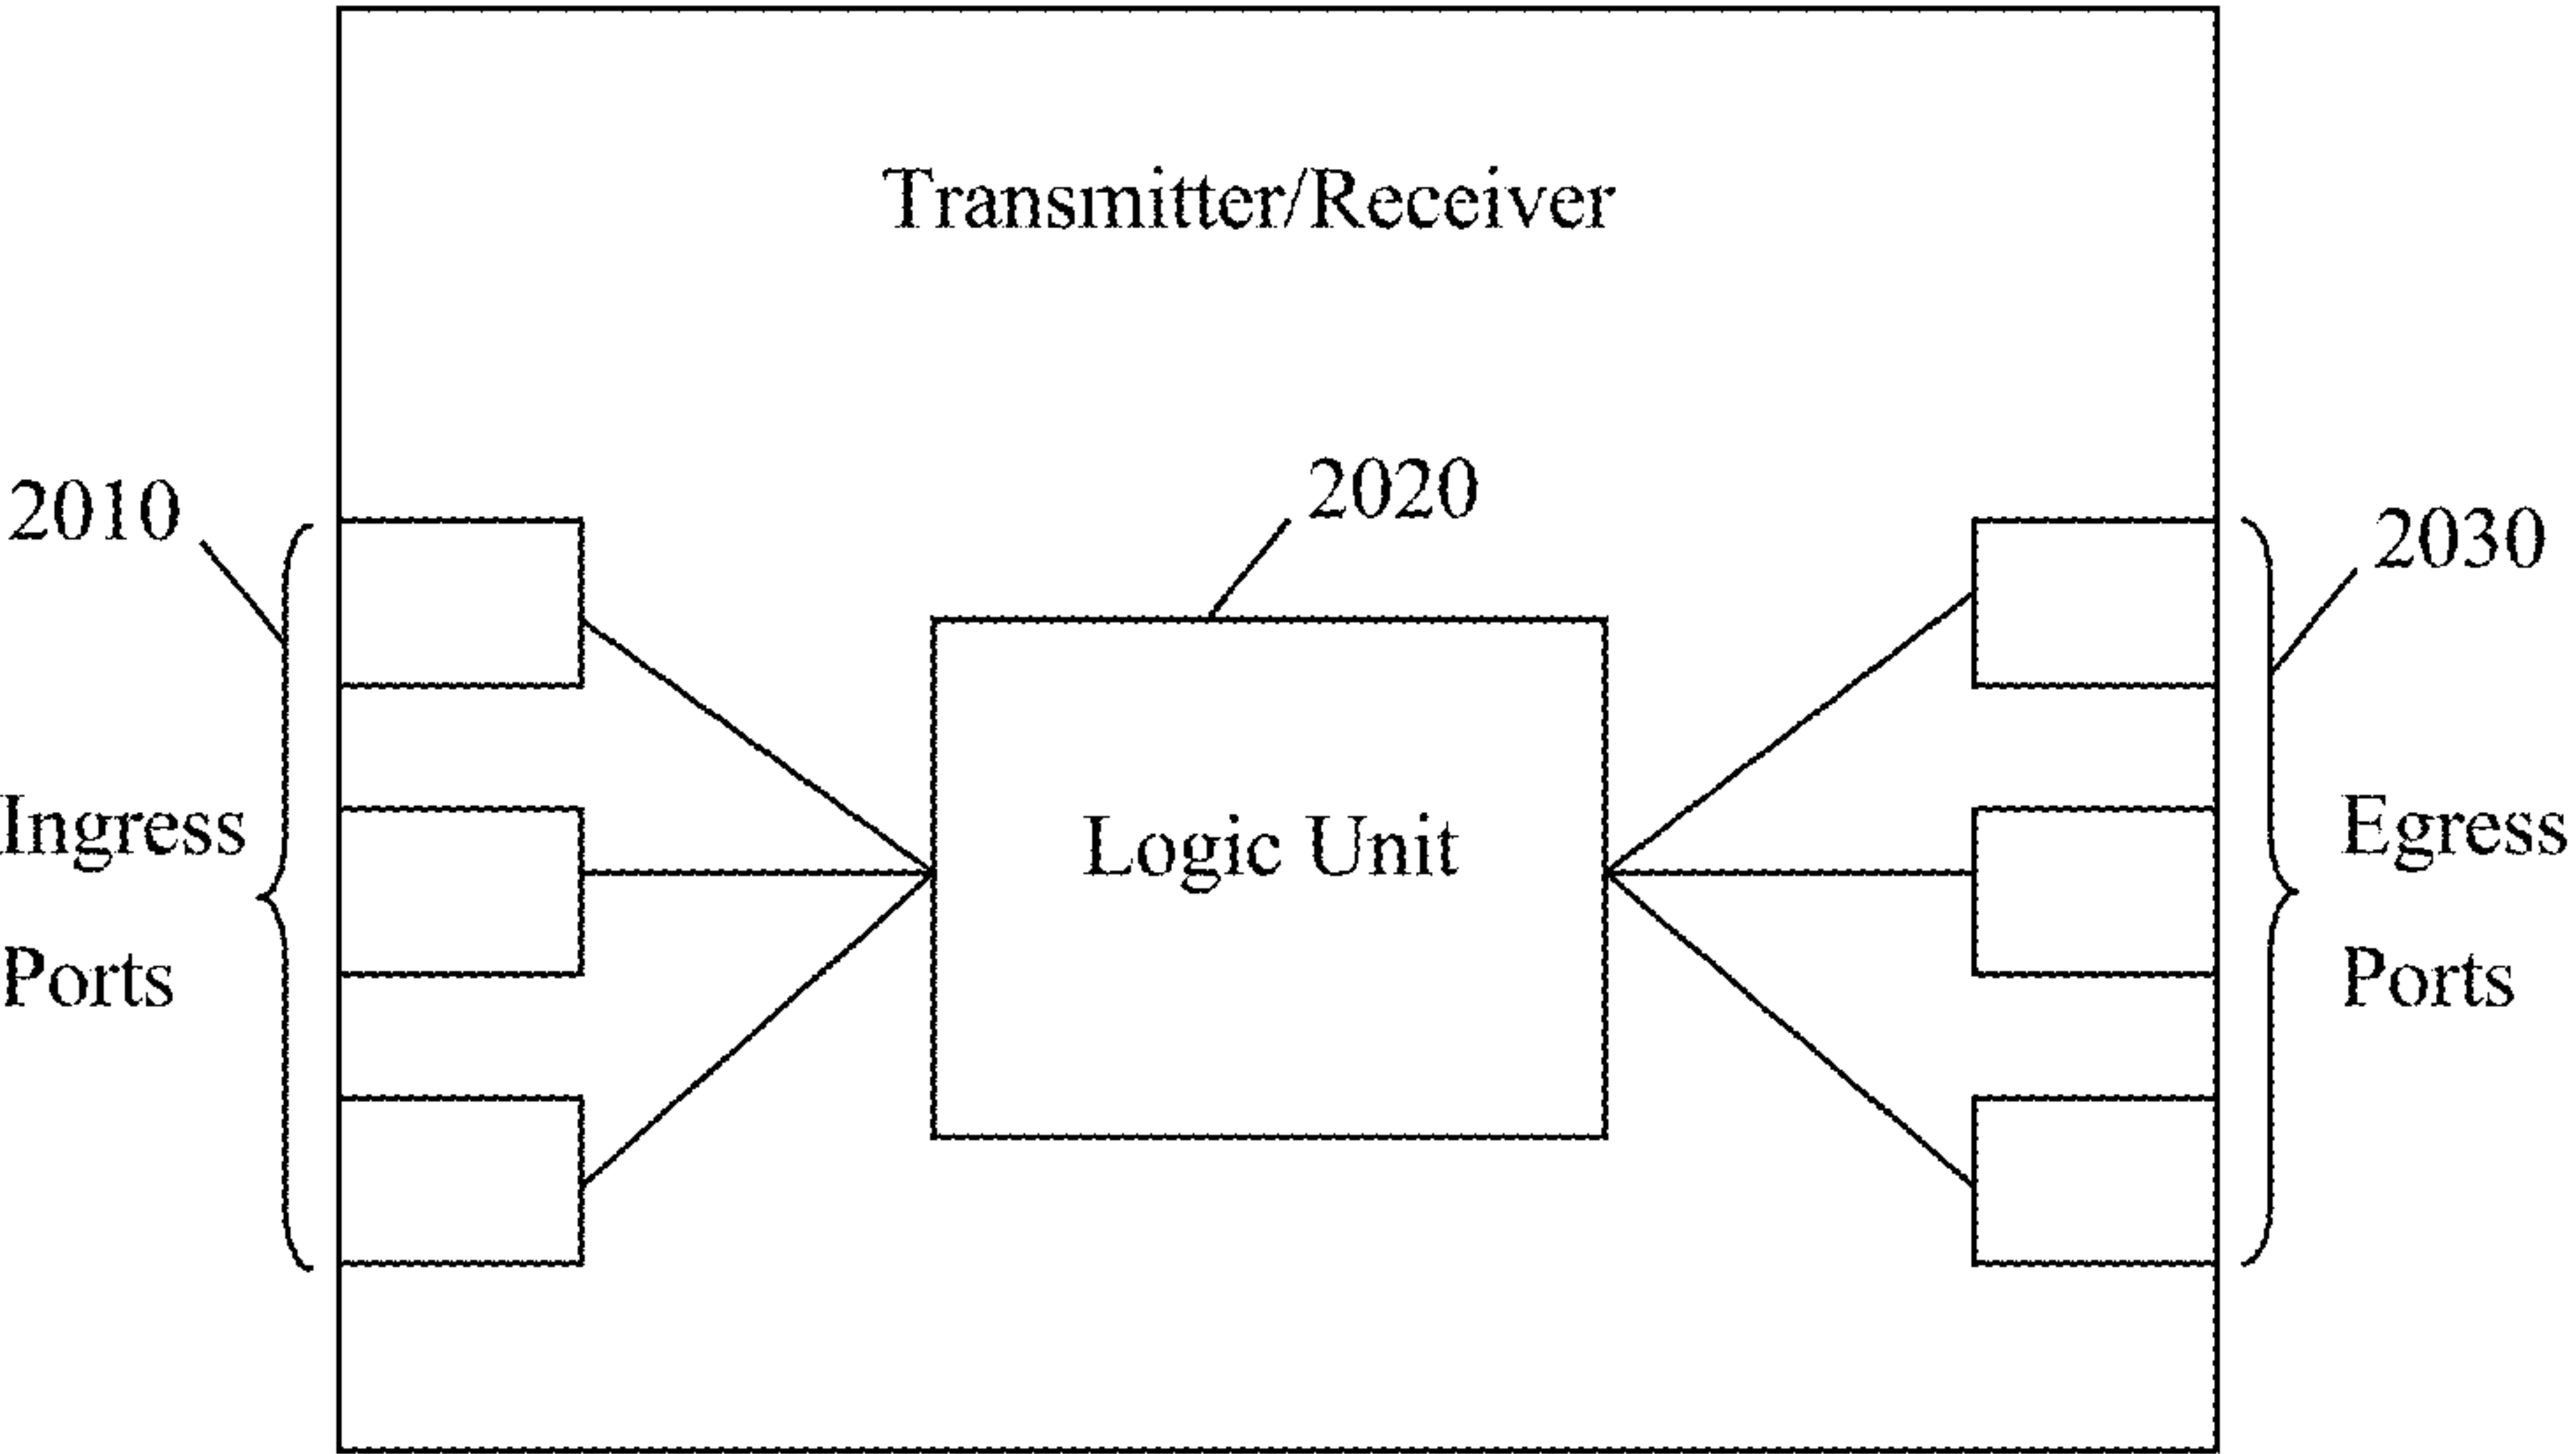 Transmitter/Receiver
2010
2020
2030
Ingress
Ports
Logic Unit
Egress
Ports